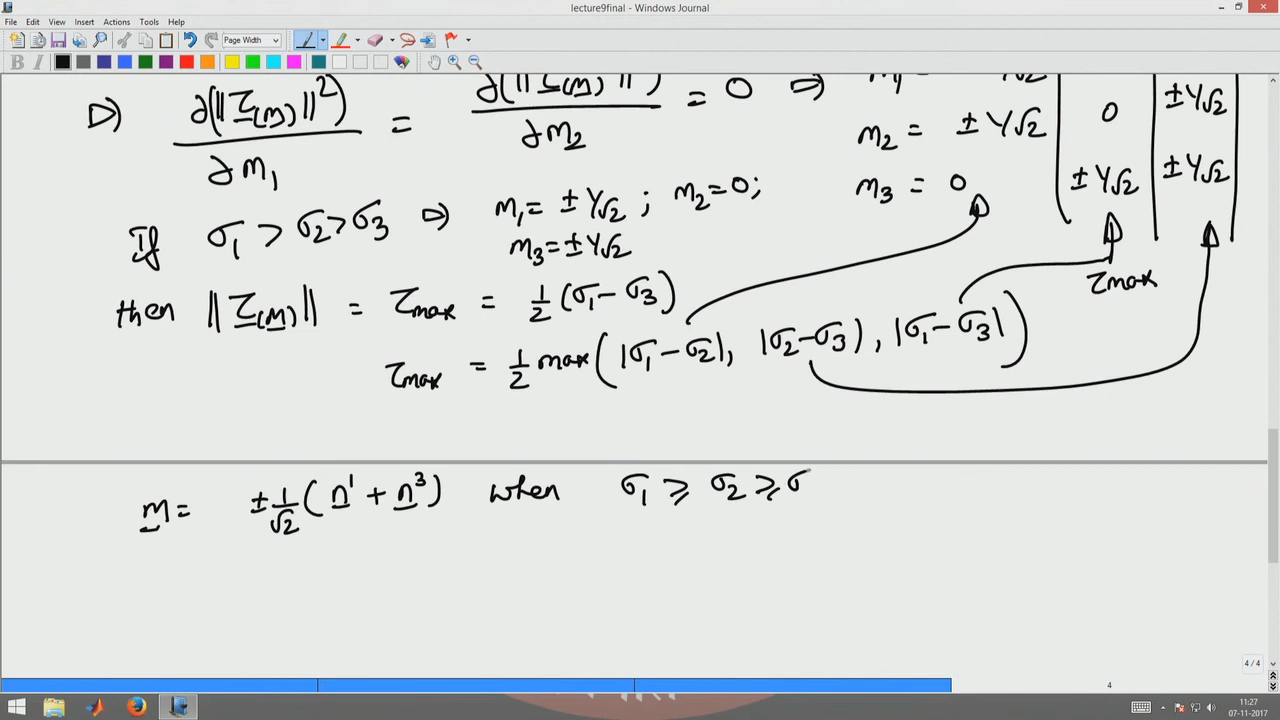 lecture9final - Windows Journal
File Edit View Insert Actions Tools Help
Page Width
B I
⇒ ∂(‖τ(m)‖²)/∂m₁ = ∂(‖τ(m)‖)/∂m₂ = 0 ⇒
m₂ = ±1/√2 | 0 | ±1/√2
m₃ = 0 | ±1/√2 | ±1/√2
If σ₁ > σ₂ > σ₃ ⇒ m₁ = ±1/√2 ; m₂ = 0;
m₃ = ±1/√2
τmax
then ‖τ(m)‖ = τmax = 1/2 (σ₁ − σ₃)
τmax = 1/2 max(|σ₁ − σ₂|, |σ₂ − σ₃|, |σ₁ − σ₃|)
m = ± 1/√2 (n¹ + n³) when σ₁ ⩾ σ₂ ⩾ σ
4/4
4
11:27
07-11-2017